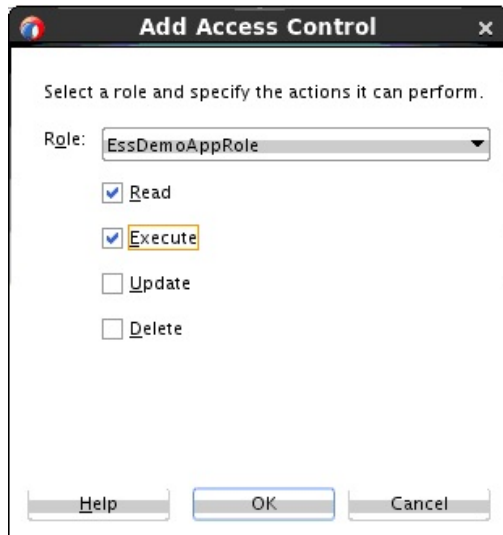 Add Access Control
Select a role and specify the actions it can perform.
Role: EssDemoAppRole
Read
Execute
Update
Delete
Help OK Cancel